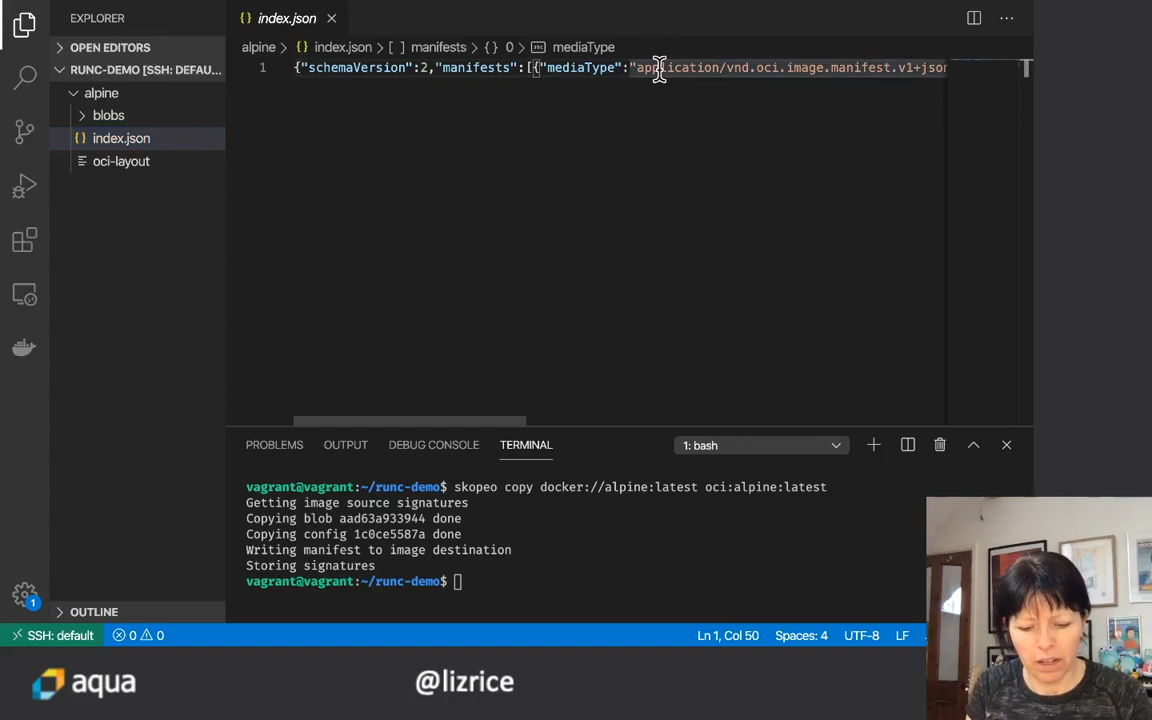 EXPLORER
index.json
OPEN EDITORS
alpine > {} index.json > [ ] manifests > {} 0 > mediaType
RUNC-DEMO [SSH: DEFAU...
1 {"schemaVersion":2,"manifests":[{"mediaType":"application/vnd.oci.image.manifest.v1+json
alpine
blobs
{} index.json
oci-layout
PROBLEMS OUTPUT DEBUG CONSOLE TERMINAL 1: bash
vagrant@vagrant:~/runc-demo$ skopeo copy docker://alpine:latest oci:alpine:latest
Getting image source signatures
Copying blob aad63a933944 done
Copying config 1c0ce5587a done
Writing manifest to image destination
Storing signatures
vagrant@vagrant:~/runc-demo$
1
OUTLINE
SSH: default 0 0 Ln 1, Col 50 Spaces: 4 UTF-8 LF
aqua @lizrice